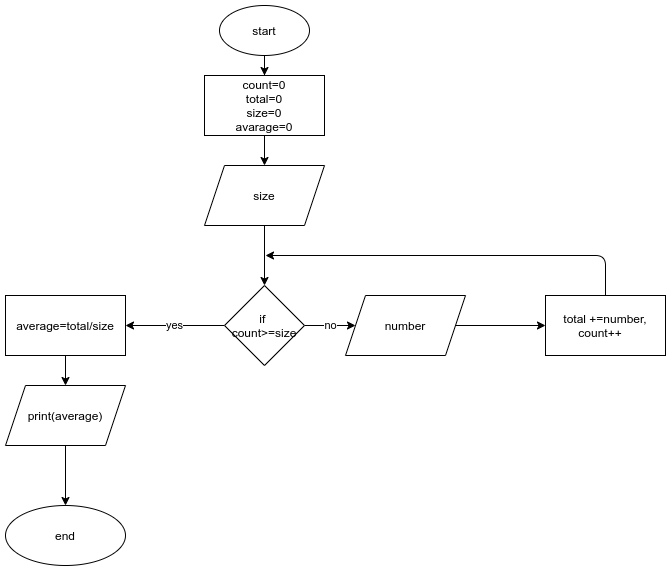 start
count=0
total=0
size=0
avarage=0
size
if
count>=size
yes
no
average=total/size
number
total +=number,
count++
print(average)
end